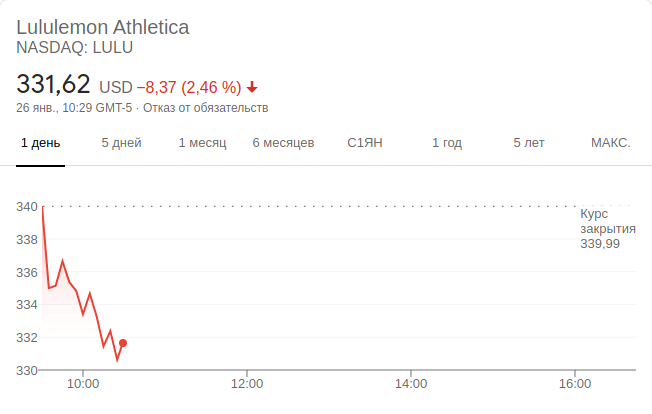 Lululemon Athletica
NASDAQ: LULU
331,62 USD −8,37 (2,46 %)
26 янв., 10:29 GMT-5 · Отказ от обязательств
1 день 5 дней 1 месяц 6 месяцев С1ЯН 1 год 5 лет МАКС.
340
338
336
334
332
330
Курс
закрытия
339,99
10:00 12:00 14:00 16:00